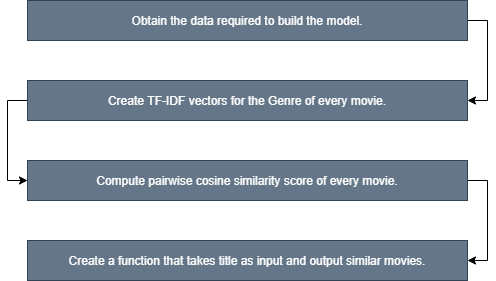 Obtain the data required to build the model.
Create TF-IDF vectors for the Genre of every movie.
Compute pairwise cosine similarity score of every movie.
Create a function that takes title as input and output similar movies.